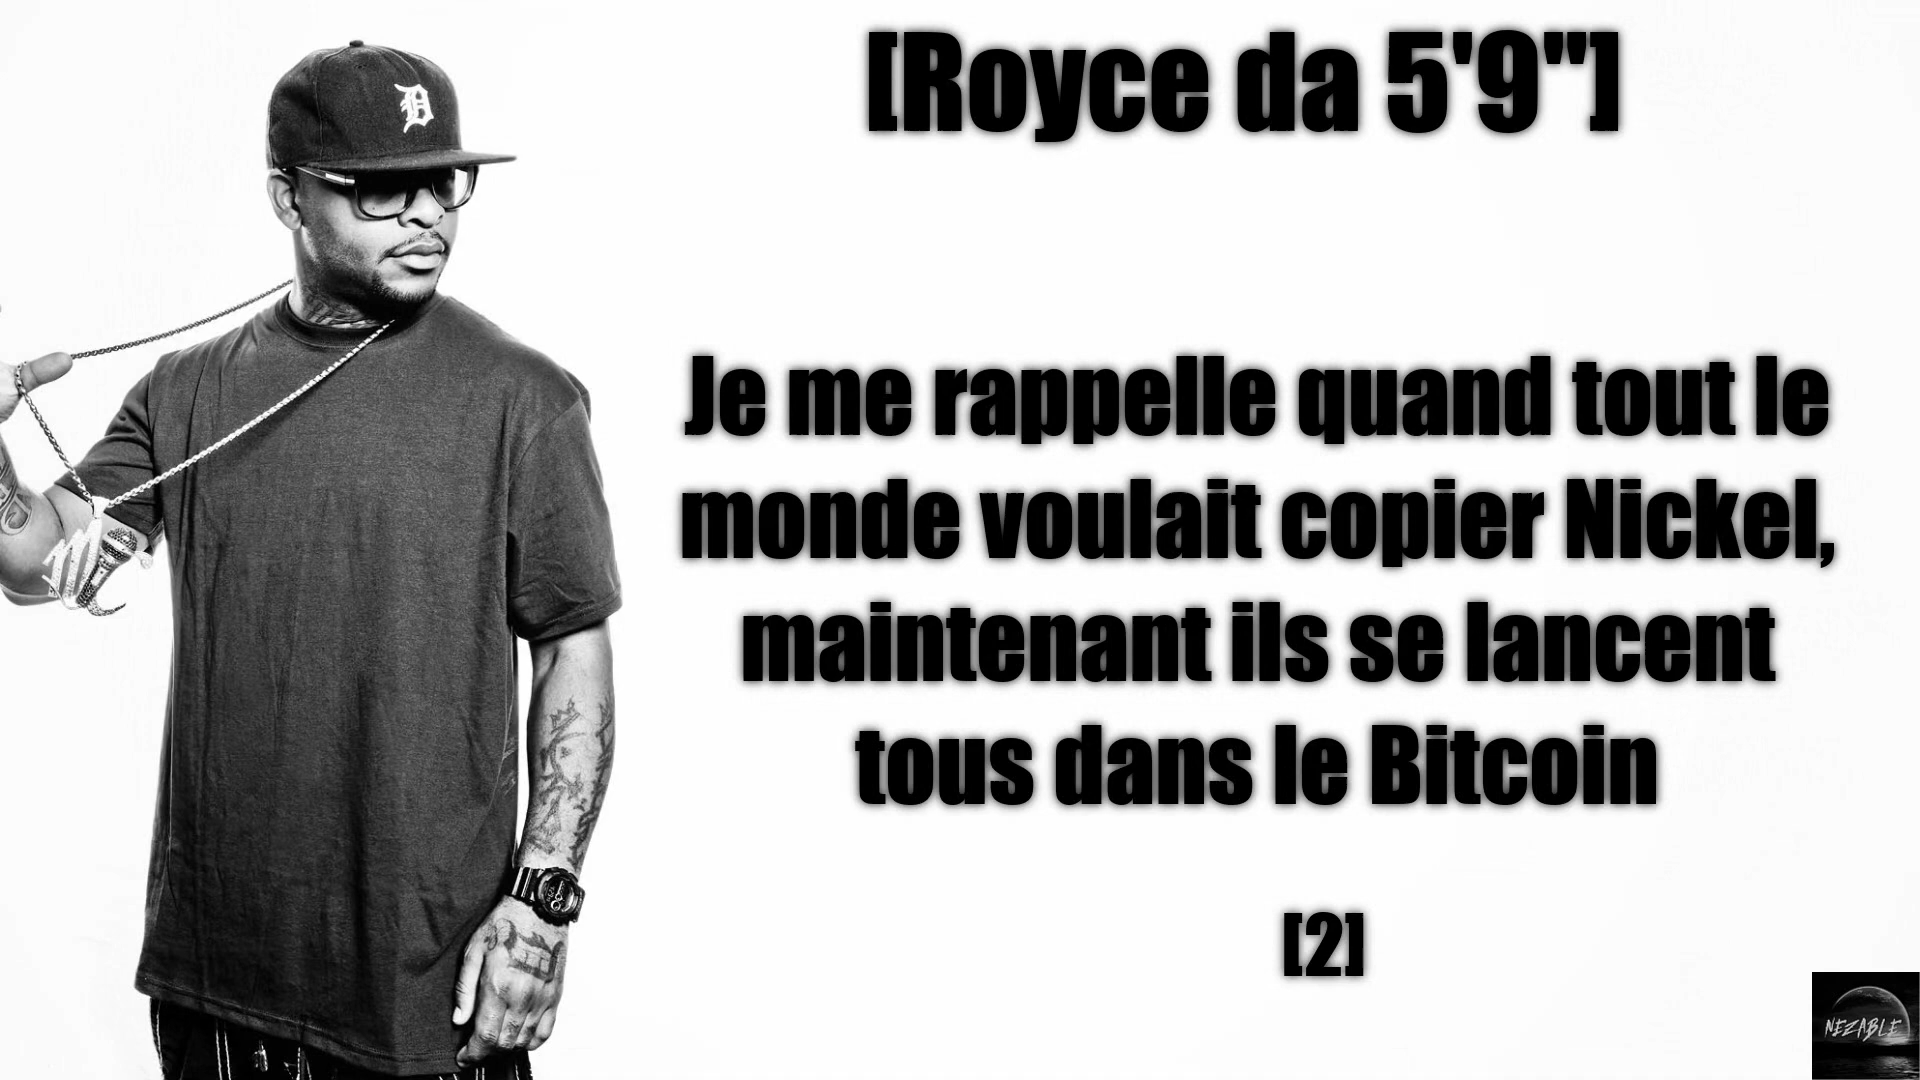 [Royce da 5'9"]
Je me rappelle quand tout le
monde voulait copier Nickel,
maintenant ils se lancent
tous dans le Bitcoin
[2]
D
NEZABLE